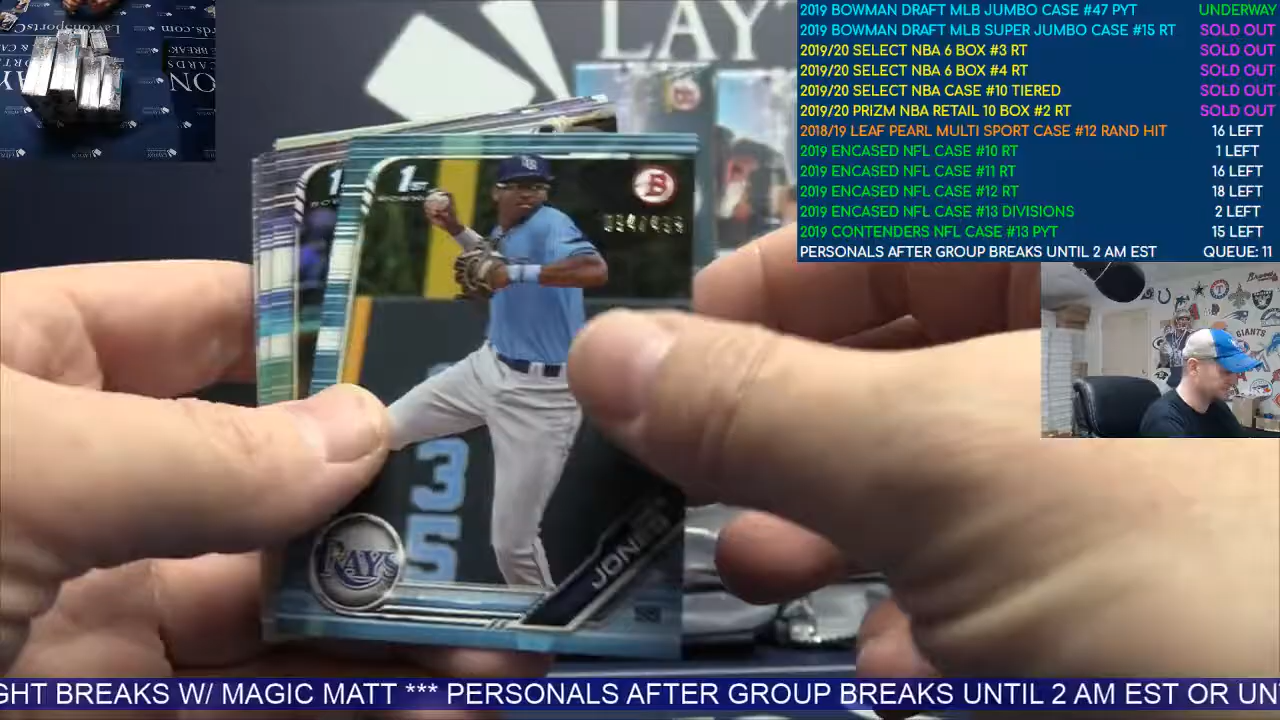 LAYT
2019 BOWMAN DRAFT MLB JUMBO CASE #47 PYT UNDERWAY
2019 BOWMAN DRAFT MLB SUPER JUMBO CASE #15 RT SOLD OUT
2019/20 SELECT NBA 6 BOX #3 RT SOLD OUT
2019/20 SELECT NBA 6 BOX #4 RT SOLD OUT
2019/20 SELECT NBA CASE #10 TIERED SOLD OUT
2019/20 PRIZM NBA RETAIL 10 BOX #2 RT SOLD OUT
2018/19 LEAF PEARL MULTI SPORT CASE #12 RAND HIT 16 LEFT
2019 ENCASED NFL CASE #10 RT 1 LEFT
2019 ENCASED NFL CASE #11 RT 16 LEFT
2019 ENCASED NFL CASE #12 RT 18 LEFT
2019 ENCASED NFL CASE #13 DIVISIONS 2 LEFT
2019 CONTENDERS NFL CASE #13 PYT 15 LEFT
PERSONALS AFTER GROUP BREAKS UNTIL 2 AM EST QUEUE: 11
1ST
B
35
RAYS
JONES
GIANTS
GHT BREAKS W/ MAGIC MATT *** PERSONALS AFTER GROUP BREAKS UNTIL 2 AM EST OR UN